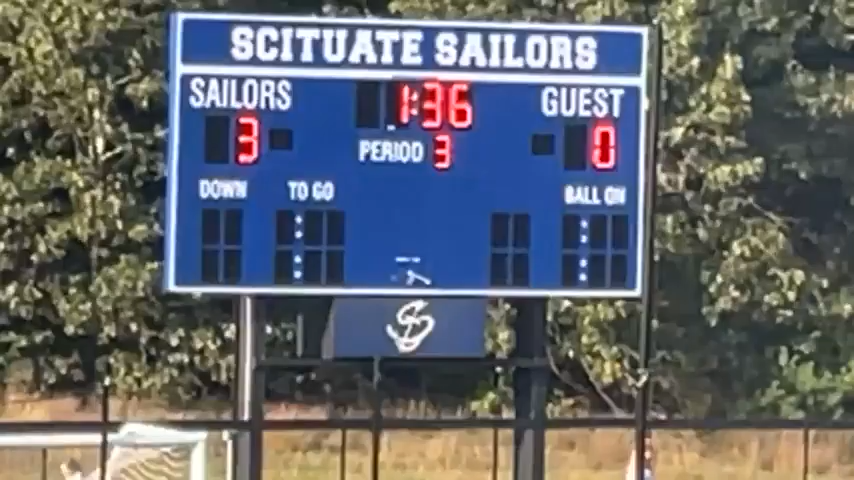 SCITUATE SAILORS
SAILORS 1:36 GUEST
3 PERIOD 3 0
DOWN TO GO BALL ON